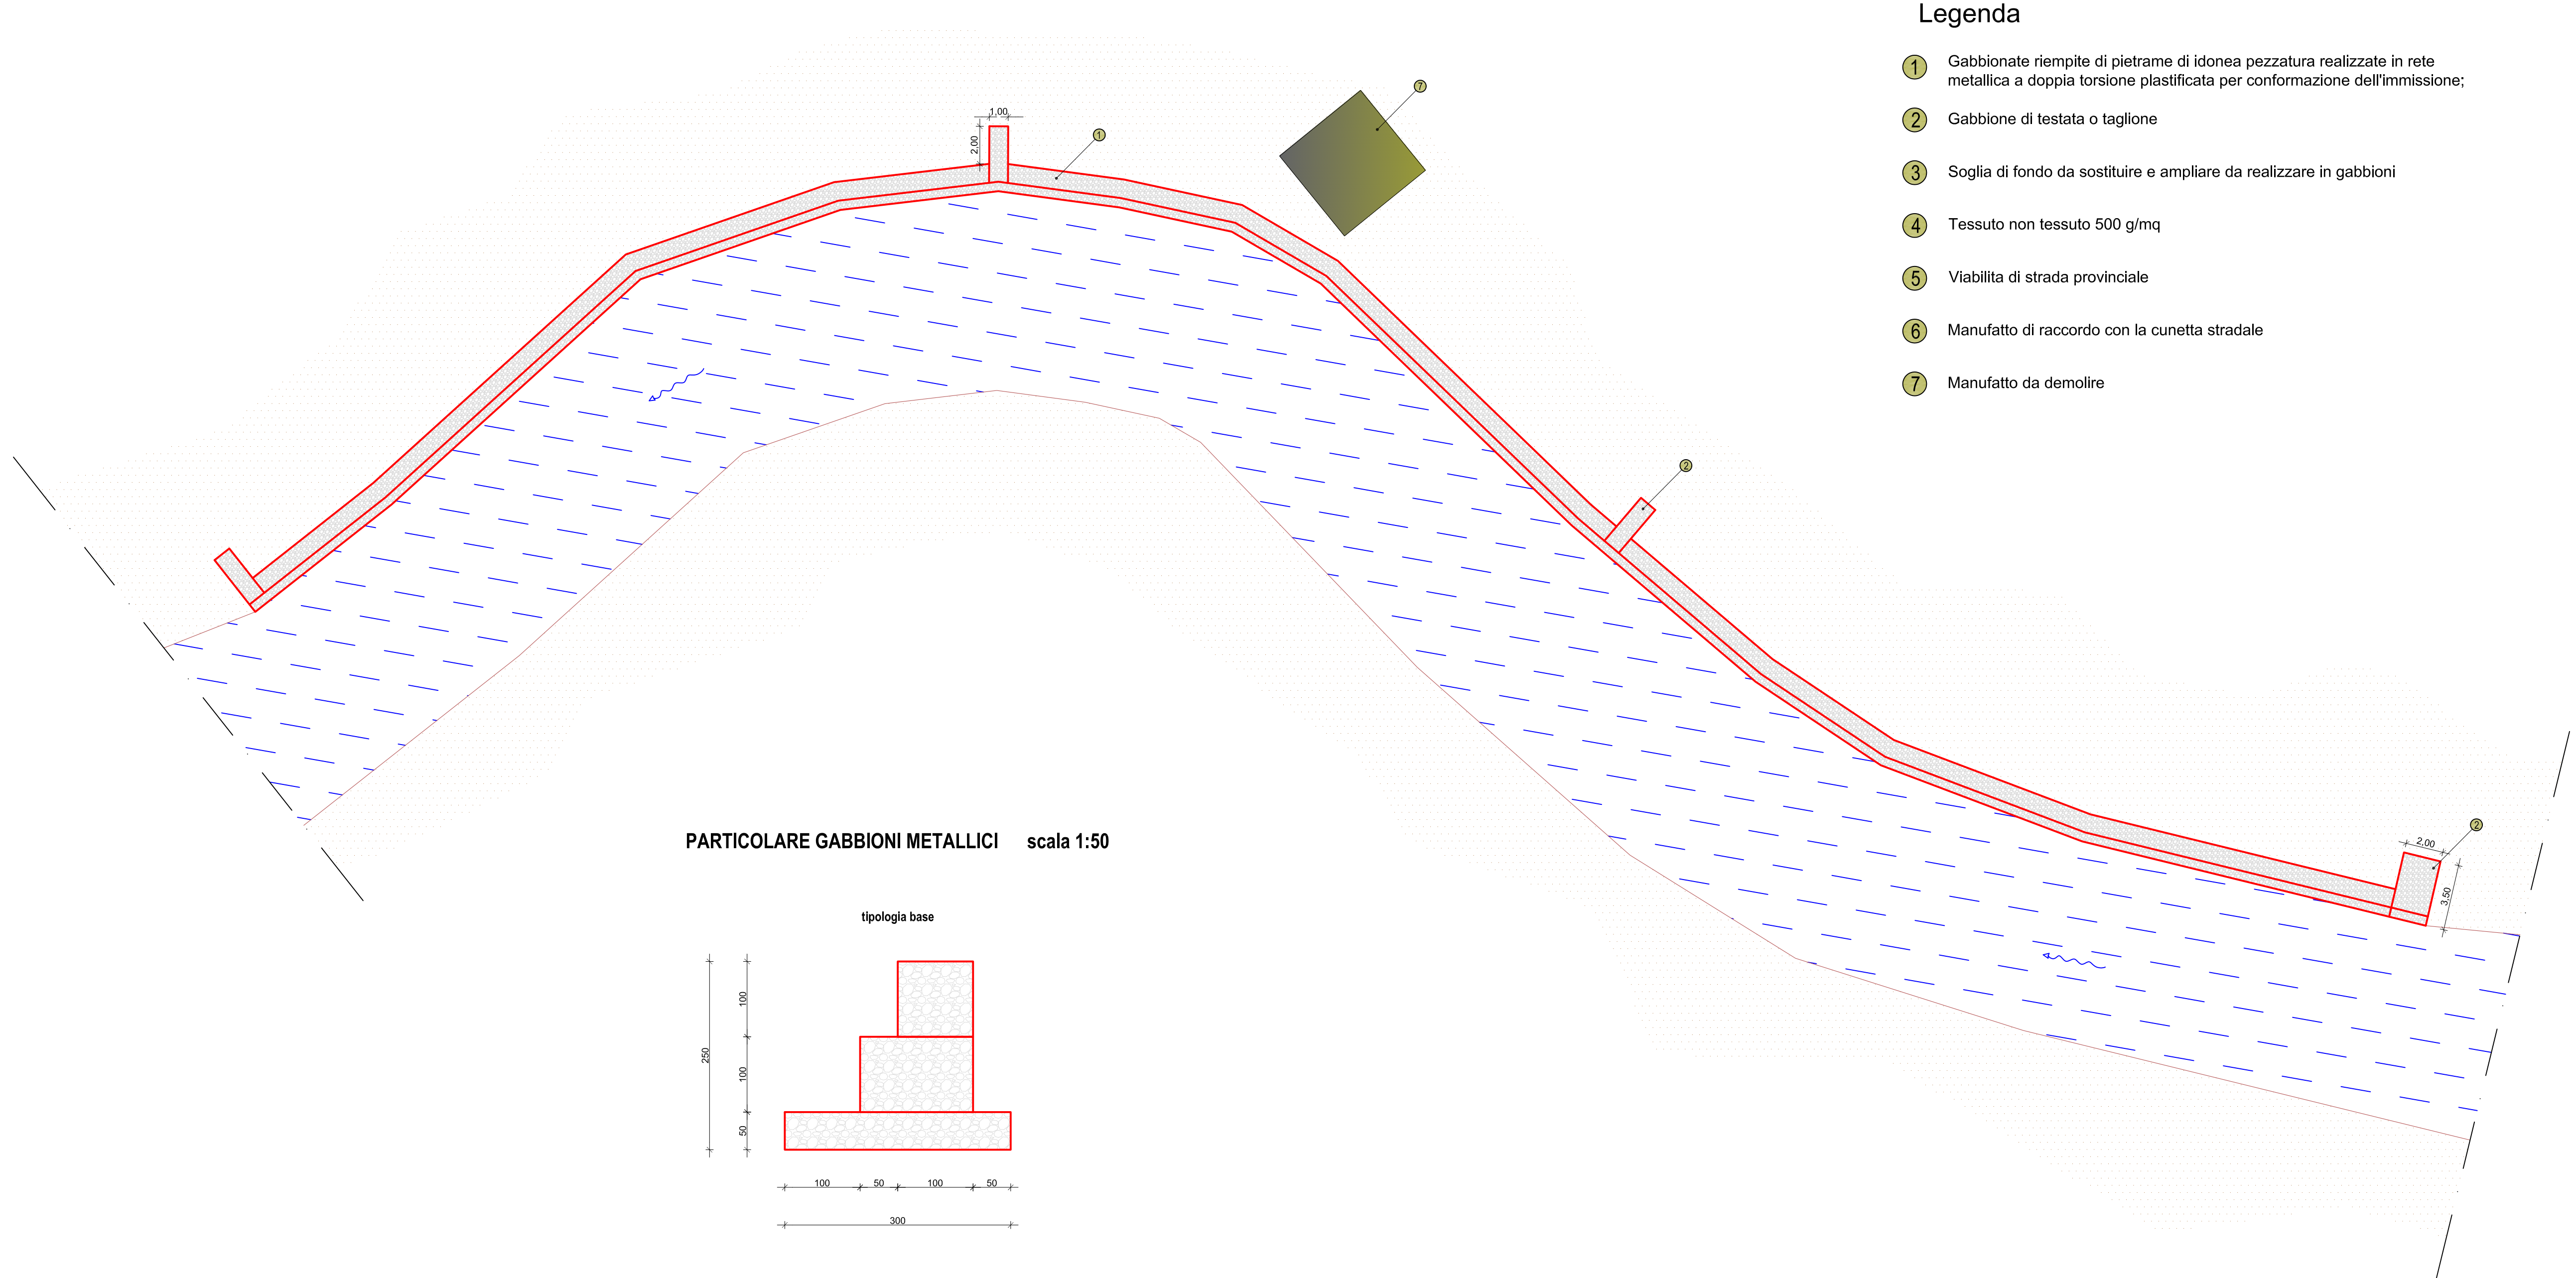 Legenda
1 Gabbionate riempite di pietrame di idonea pezzatura realizzate in rete
metallica a doppia torsione plastificata per conformazione dell'immissione;
2 Gabbione di testata o taglione
3 Soglia di fondo da sostituire e ampliare da realizzare in gabbioni
4 Tessuto non tessuto 500 g/mq
5 Viabilita di strada provinciale
6 Manufatto di raccordo con la cunetta stradale
7 Manufatto da demolire
7
1,00
2,00
1
2
2
2,00
3,50
PARTICOLARE GABBIONI METALLICI scala 1:50
tipologia base
100
250
100
50
100 50 100 50
300